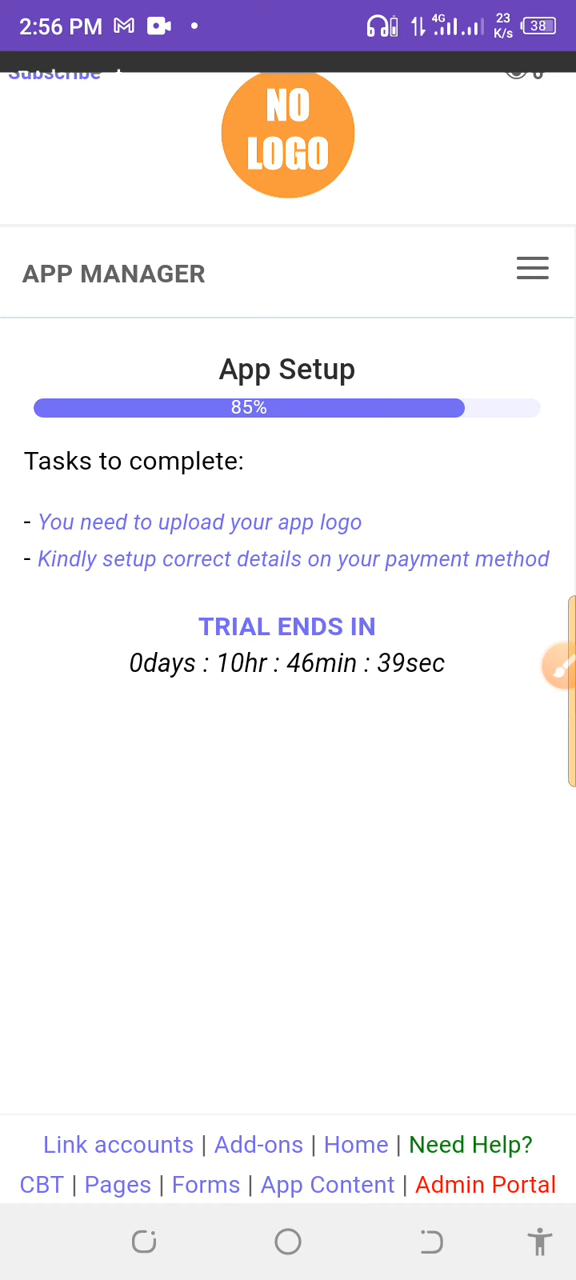 2:56 PM
4G
23
K/s
38
Subscribe
NO
LOGO
APP MANAGER
App Setup
85%
Tasks to complete:
- You need to upload your app logo
- Kindly setup correct details on your payment method
TRIAL ENDS IN
0days : 10hr : 46min : 39sec
Link accounts | Add-ons | Home | Need Help?
CBT | Pages | Forms | App Content | Admin Portal